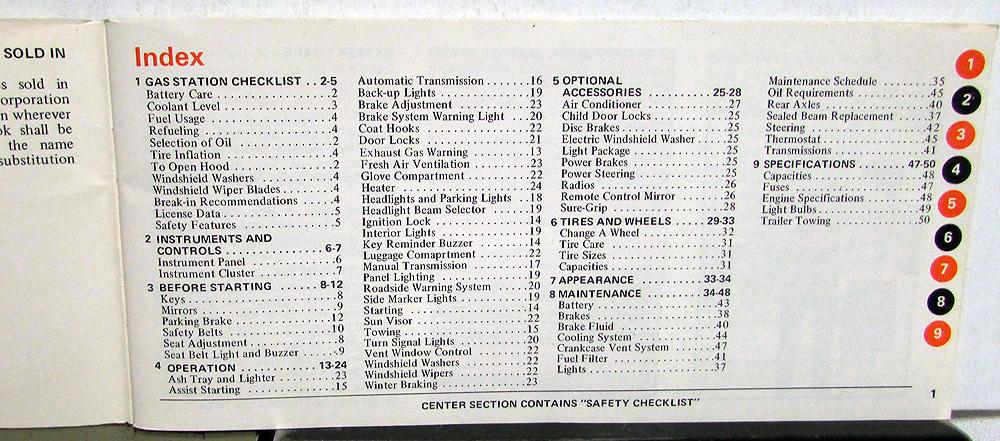 SOLD IN
s sold in
orporation
n wherever
ok shall be
the name
substitution
Index
1 GAS STATION CHECKLIST . . 2-5
Battery Care . . . . . . . . . . . . . . . . . . .2
Coolant Level . . . . . . . . . . . . . . . . . .3
Fuel Usage . . . . . . . . . . . . . . . . . . . .4
Refueling . . . . . . . . . . . . . . . . . . . . .4
Selection of Oil . . . . . . . . . . . . . . . .2
Tire Inflation . . . . . . . . . . . . . . . . . .4
To Open Hood . . . . . . . . . . . . . . . . .2
Windshield Washers . . . . . . . . . . . . .4
Windshield Wiper Blades . . . . . . . . .4
Break-in Recommendations . . . . . . .4
License Data . . . . . . . . . . . . . . . . . .5
Safety Features . . . . . . . . . . . . . . . .5
2 INSTRUMENTS AND
CONTROLS . . . . . . . . . . . . . . . 6-7
Instrument Panel . . . . . . . . . . . . . . .6
Instrument Cluster . . . . . . . . . . . . . .7
3 BEFORE STARTING . . . . . . . 8-12
Keys . . . . . . . . . . . . . . . . . . . . . . . .8
Mirrors . . . . . . . . . . . . . . . . . . . . . .9
Parking Brake . . . . . . . . . . . . . . . .12
Safety Belts . . . . . . . . . . . . . . . . . .10
Seat Adjustment . . . . . . . . . . . . . . .8
Seat Belt Light and Buzzer . . . . . . .9
4 OPERATION . . . . . . . . . . . . 13-24
Ash Tray and Lighter . . . . . . . . . .23
Assist Starting . . . . . . . . . . . . . . .15
Automatic Transmission . . . . . . . .16
Back-up Lights . . . . . . . . . . . . . . .19
Brake Adjustment . . . . . . . . . . . . .23
Brake System Warning Light . . . .20
Coat Hooks . . . . . . . . . . . . . . . . .22
Door Locks . . . . . . . . . . . . . . . . .21
Exhaust Gas Warning . . . . . . . . . .13
Fresh Air Ventilation . . . . . . . . . .23
Glove Compartment . . . . . . . . . . .22
Heater . . . . . . . . . . . . . . . . . . . . .24
Headlights and Parking Lights . . .18
Headlight Beam Selector . . . . . . .19
Ignition Lock . . . . . . . . . . . . . . . .14
Interior Lights . . . . . . . . . . . . . . .19
Key Reminder Buzzer . . . . . . . . .14
Luggage Comaprtment . . . . . . . . .22
Manual Transmission . . . . . . . . . .17
Panel Lighting . . . . . . . . . . . . . . .19
Roadside Warning System . . . . . .20
Side Marker Lights . . . . . . . . . . . .19
Starting . . . . . . . . . . . . . . . . . . . .14
Sun Visor . . . . . . . . . . . . . . . . . .22
Towing . . . . . . . . . . . . . . . . . . . .15
Turn Signal Lights . . . . . . . . . . . .20
Vent Window Control . . . . . . . . .22
Windshield Washers . . . . . . . . . . .22
Windshield Wipers . . . . . . . . . . . .22
Winter Braking . . . . . . . . . . . . . . .23
5 OPTIONAL
ACCESSORIES . . . . . . . . . . 25-28
Air Conditioner . . . . . . . . . . . . . .27
Child Door Locks . . . . . . . . . . . . .25
Disc Brakes . . . . . . . . . . . . . . . . .25
Electric Windshield Washer . . . . .25
Light Package . . . . . . . . . . . . . . .25
Power Brakes . . . . . . . . . . . . . . .25
Power Steering . . . . . . . . . . . . . .25
Radios . . . . . . . . . . . . . . . . . . . .26
Remote Control Mirror . . . . . . . .26
Sure-Grip . . . . . . . . . . . . . . . . . .28
6 TIRES AND WHEELS . . . . . . 29-33
Change A Wheel . . . . . . . . . . . . .32
Tire Care . . . . . . . . . . . . . . . . . . .31
Tire Sizes . . . . . . . . . . . . . . . . . .31
Capacities . . . . . . . . . . . . . . . . . .31
7 APPEARANCE . . . . . . . . . . . 33-34
8 MAINTENANCE . . . . . . . . . . 34-48
Battery . . . . . . . . . . . . . . . . . . . .43
Brakes . . . . . . . . . . . . . . . . . . . .38
Brake Fluid . . . . . . . . . . . . . . . . .40
Cooling System . . . . . . . . . . . . . .44
Crankcase Vent System . . . . . . . .47
Fuel Filter . . . . . . . . . . . . . . . . . .41
Lights . . . . . . . . . . . . . . . . . . . . .37
Maintenance Schedule . . . . . . . . .35
Oil Requirements . . . . . . . . . . . . .45
Rear Axles . . . . . . . . . . . . . . . . .40
Sealed Beam Replacement . . . . . .37
Steering . . . . . . . . . . . . . . . . . . .42
Thermostat . . . . . . . . . . . . . . . . .45
Transmissions . . . . . . . . . . . . . . .41
9 SPECIFICATIONS . . . . . . . . . 47-50
Capacities . . . . . . . . . . . . . . . . . .48
Fuses . . . . . . . . . . . . . . . . . . . . .47
Engine Specifications . . . . . . . . . .48
Light Bulbs . . . . . . . . . . . . . . . . .49
Trailer Towing . . . . . . . . . . . . . . .50
1
2
3
4
5
6
7
8
9
CENTER SECTION CONTAINS "SAFETY CHECKLIST"
1